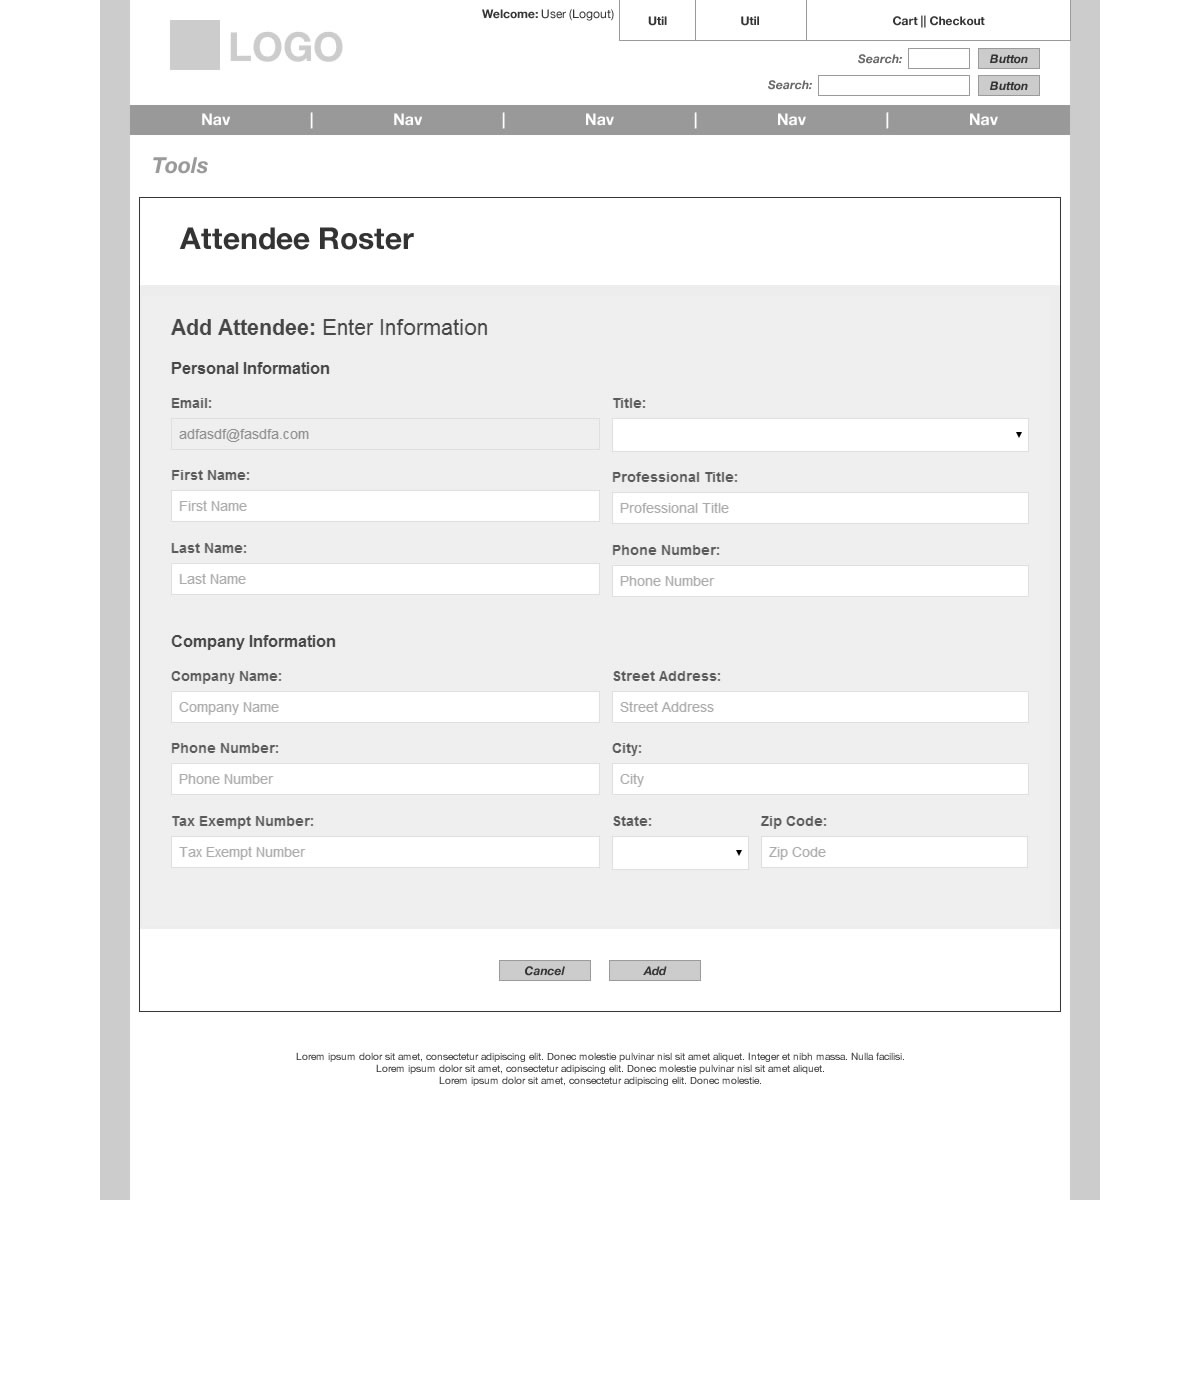 Welcome: User (Logout)
Util
Util
Cart || Checkout
LOGO
Search:
Button
Search:
Button
Nav | Nav | Nav | Nav | Nav
Tools
Attendee Roster
Add Attendee: Enter Information
Personal Information
Email:
Title:
adfasdf@fasdfa.com
First Name:
Professional Title:
First Name
Professional Title
Last Name:
Phone Number:
Last Name
Phone Number
Company Information
Company Name:
Street Address:
Company Name
Street Address
Phone Number:
City:
Phone Number
City
Tax Exempt Number:
State:
Zip Code:
Tax Exempt Number
Zip Code
Cancel
Add
Lorem ipsum dolor sit amet, consectetur adipiscing elit. Donec molestie pulvinar nisl sit amet aliquet. Integer et nibh massa. Nulla facilisi.
Lorem ipsum dolor sit amet, consectetur adipiscing elit. Donec molestie pulvinar nisl sit amet aliquet.
Lorem ipsum dolor sit amet, consectetur adipiscing elit. Donec molestie.